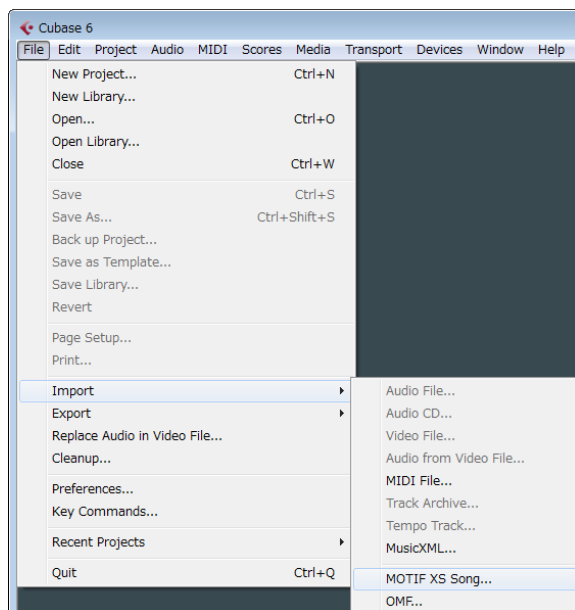 Cubase 6
File Edit Project Audio MIDI Scores Media Transport Devices Window Help
New Project... Ctrl+N
New Library...
Open... Ctrl+O
Open Library...
Close Ctrl+W
Save Ctrl+S
Save As... Ctrl+Shift+S
Back up Project...
Save as Template...
Save Library...
Revert
Page Setup...
Print...
Import
Export
Replace Audio in Video File...
Cleanup...
Preferences...
Key Commands...
Recent Projects
Quit Ctrl+Q
Audio File...
Audio CD...
Video File...
Audio from Video File...
MIDI File...
Track Archive...
Tempo Track...
MusicXML...
MOTIF XS Song...
OMF...